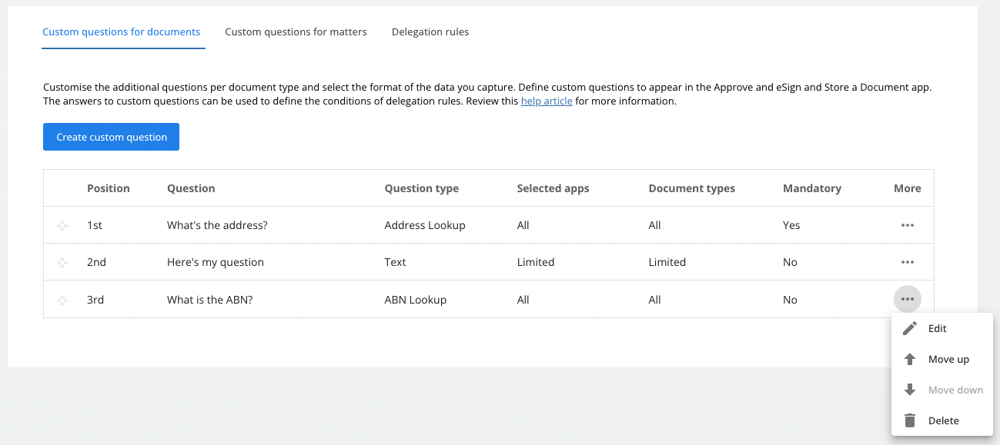 Custom questions for documents Custom questions for matters Delegation rules
Customise the additional questions per document type and select the format of the data you capture. Define custom questions to appear in the Approve and eSign and Store a Document app.
The answers to custom questions can be used to define the conditions of delegation rules. Review this help article for more information.
Create custom question
Position Question Question type Selected apps Document types Mandatory More
1st What's the address? Address Lookup All All Yes
2nd Here's my question Text Limited Limited No
3rd What is the ABN? ABN Lookup All All No
Edit
Move up
Move down
Delete